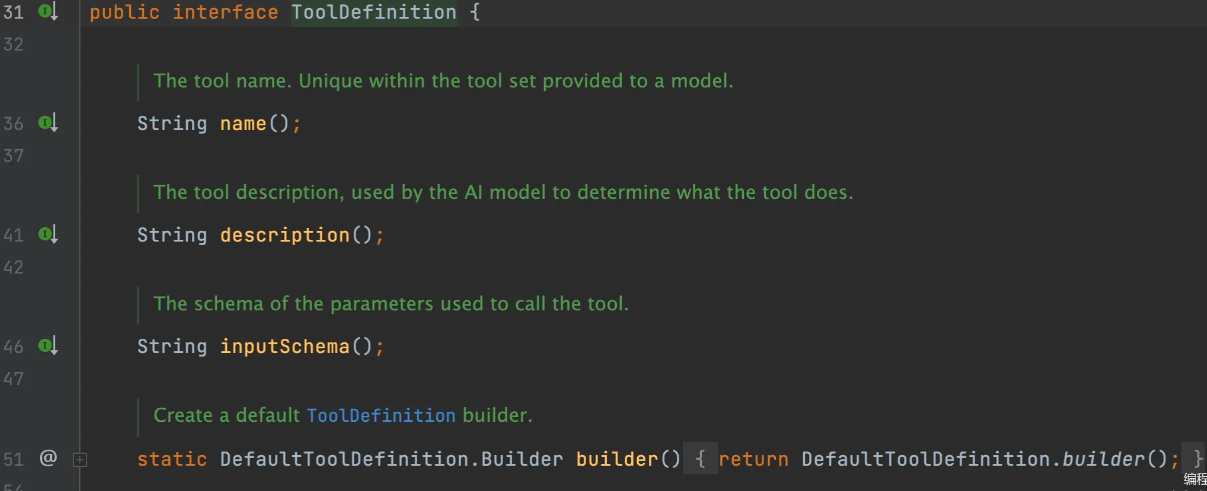 31 public interface ToolDefinition {
32
The tool name. Unique within the tool set provided to a model.
36 String name();
37
The tool description, used by the AI model to determine what the tool does.
41 String description();
42
The schema of the parameters used to call the tool.
46 String inputSchema();
47
Create a default ToolDefinition builder.
51 @ static DefaultToolDefinition.Builder builder() { return DefaultToolDefinition.builder(); }
编程